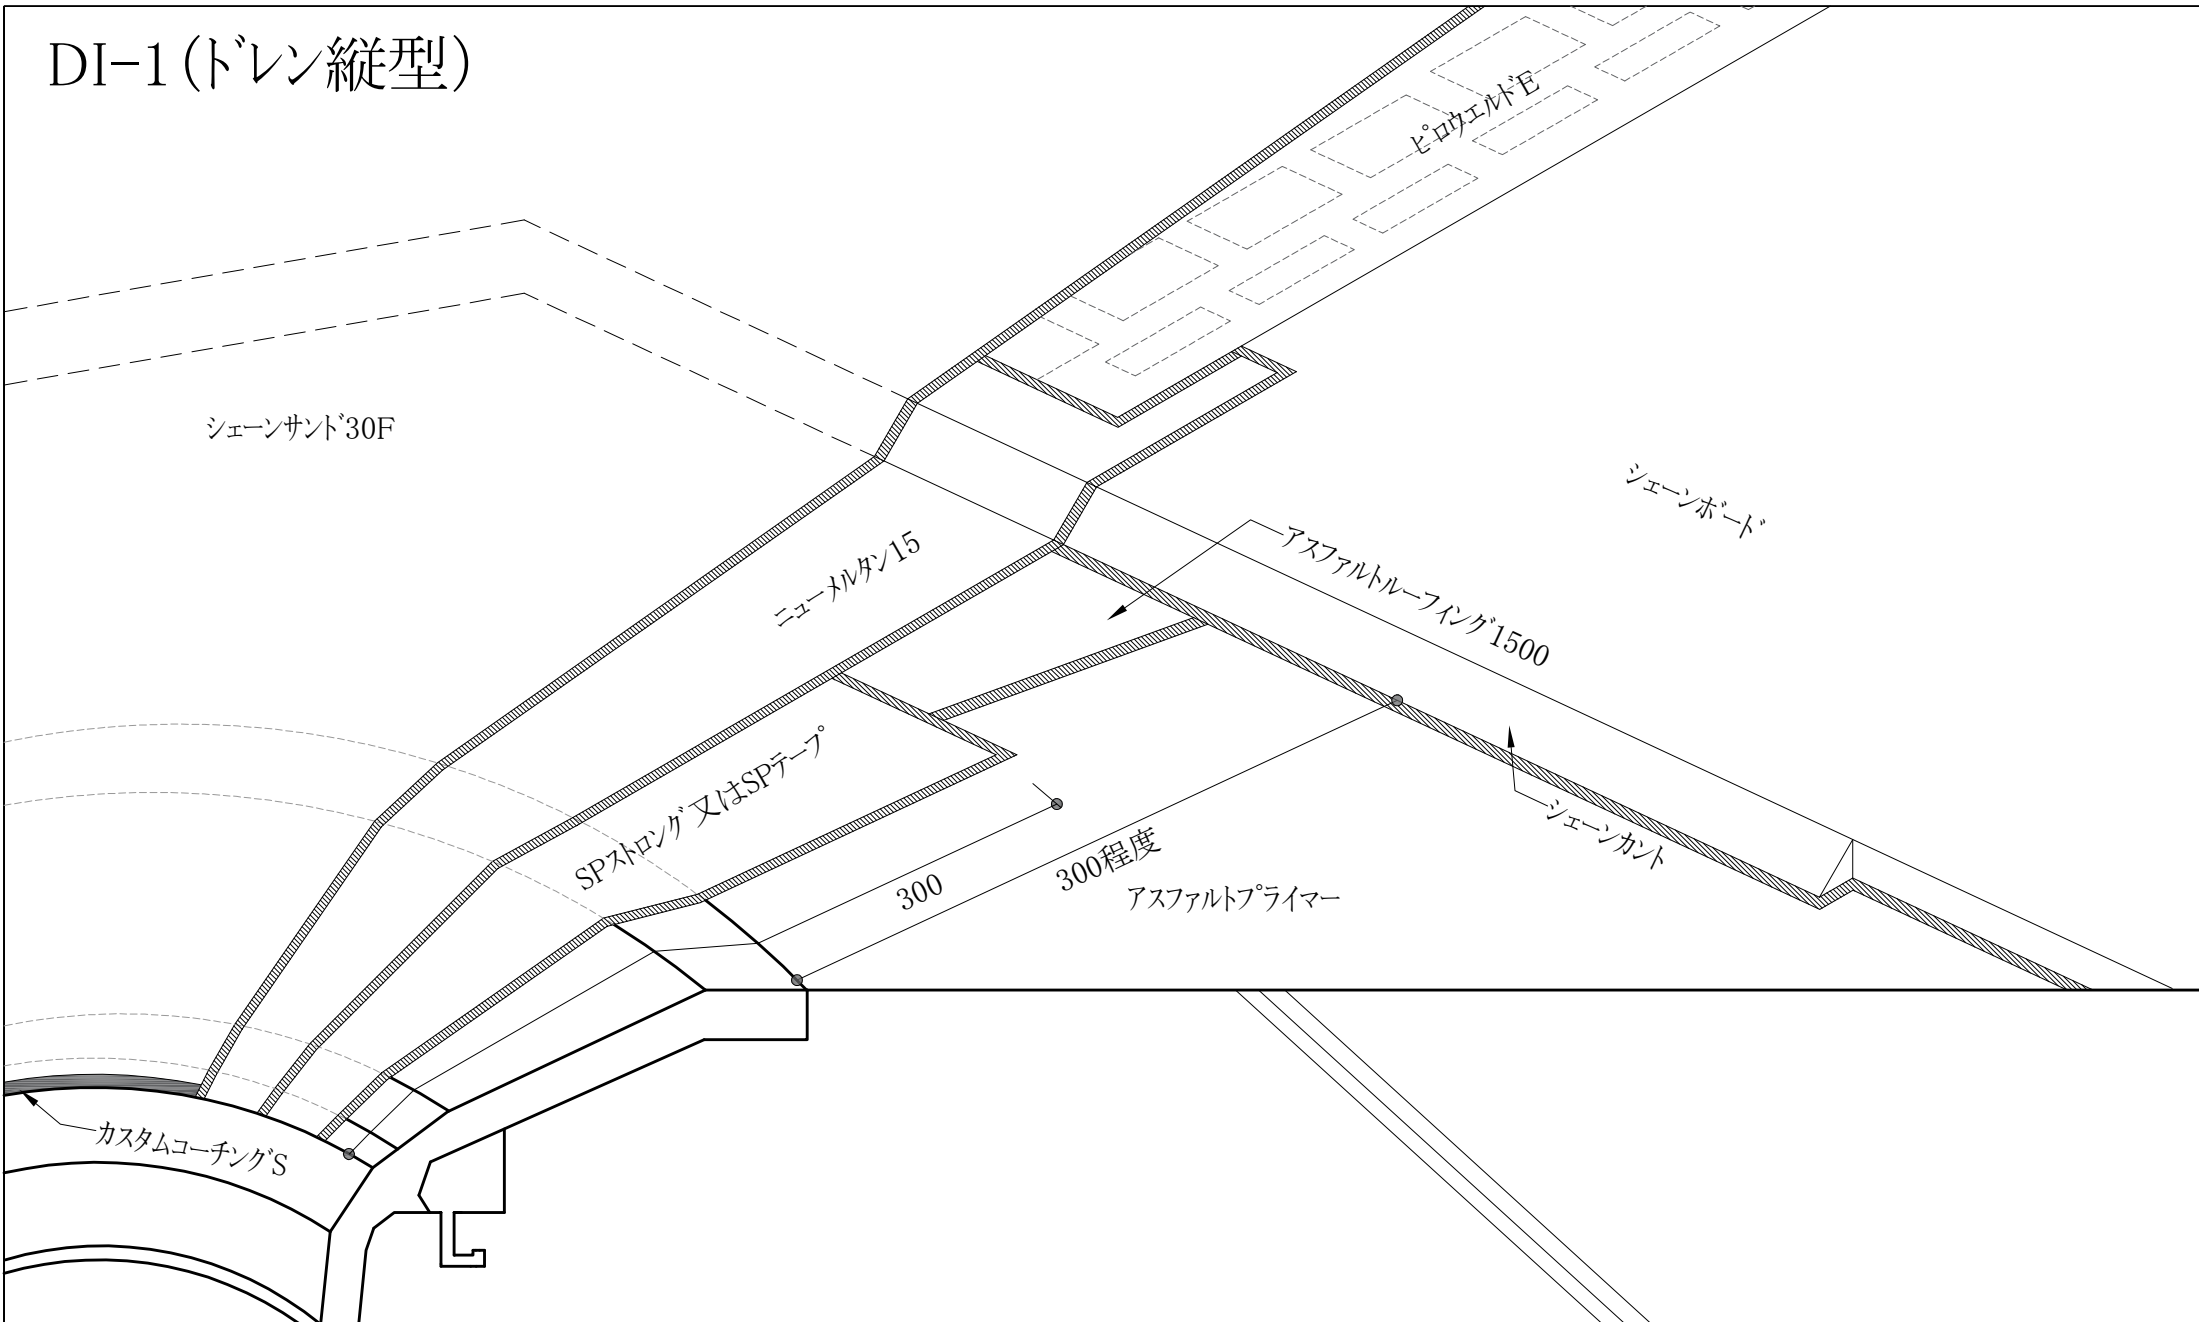 DI-1(ドレン縦型)
ピロウエルドE
シェーンサンド30F
シェーンボード
アスファルトルーフィング1500
ニューメルタン15
SPストロング又はSPテープ
300
300程度
シェーンカント
アスファルトプライマー
カスタムコーチングS